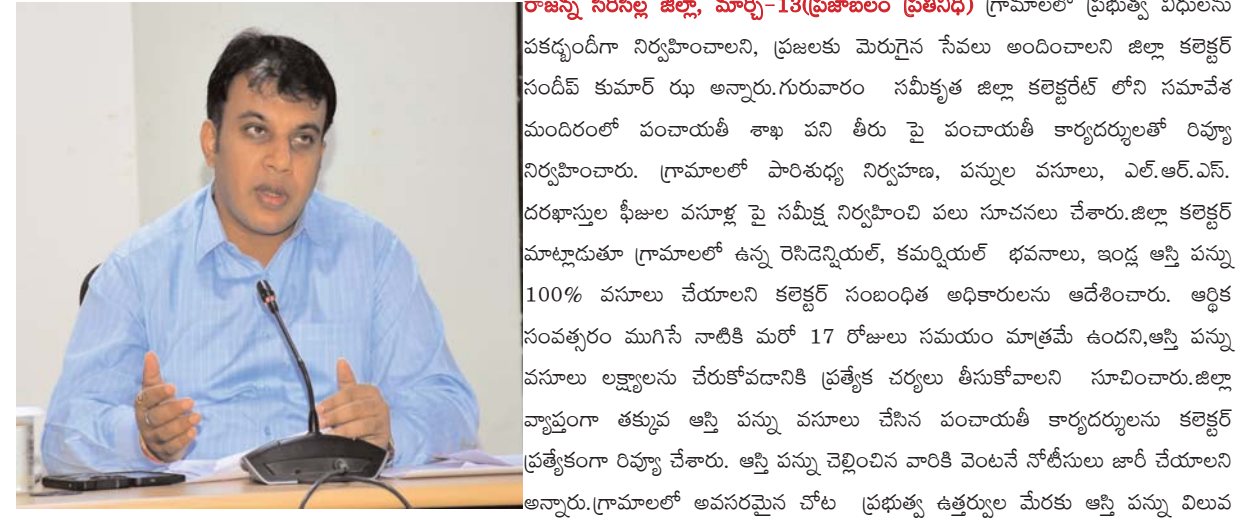 రాజన్న సిరిసిల్ల జిల్లా, మార్చి-13(ప్రజాబలం ప్రతినిధి) గ్రామాలలో ప్రభుత్వ విధులను
పకడ్బందీగా నిర్వహించాలని, ప్రజలకు మెరుగైన సేవలు అందించాలని జిల్లా కలెక్టర్
సందీప్ కుమార్ ఝ అన్నారు.గురువారం సమీకృత జిల్లా కలెక్టరేట్ లోని సమావేశ
మందిరంలో పంచాయతీ శాఖ పని తీరు పై పంచాయతీ కార్యదర్శులతో రివ్యూ
నిర్వహించారు. గ్రామాలలో పారిశుధ్య నిర్వహణ, పన్నుల వసూలు, ఎల్.ఆర్.ఎస్.
దరఖాస్తుల ఫీజుల వసూళ్ల పై సమీక్ష నిర్వహించి పలు సూచనలు చేశారు.జిల్లా కలెక్టర్
మాట్లాడుతూ గ్రామాలలో ఉన్న రెసిడెన్షియల్, కమర్షియల్ భవనాలు, ఇండ్ల ఆస్తి పన్ను
100% వసూలు చేయాలని కలెక్టర్ సంబంధిత అధికారులను ఆదేశించారు. ఆర్థిక
సంవత్సరం ముగిసే నాటికి మరో 17 రోజులు సమయం మాత్రమే ఉందని,ఆస్తి పన్ను
వసూలు లక్ష్యాలను చేరుకోవడానికి ప్రత్యేక చర్యలు తీసుకోవాలని సూచించారు.జిల్లా
వ్యాప్తంగా తక్కువ ఆస్తి పన్ను వసూలు చేసిన పంచాయతీ కార్యదర్శులను కలెక్టర్
ప్రత్యేకంగా రివ్యూ చేశారు. ఆస్తి పన్ను చెల్లించిన వారికి వెంటనే నోటీసులు జారీ చేయాలని
అన్నారు.గ్రామాలలో అవసరమైన చోట ప్రభుత్వ ఉత్తర్వుల మేరకు ఆస్తి పన్ను విలువ